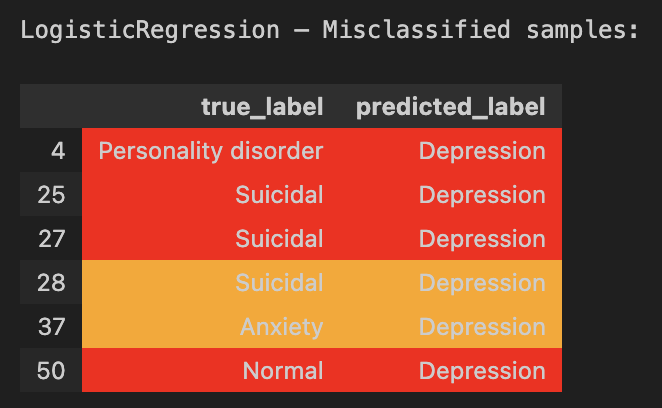 LogisticRegression – Misclassified samples:
true_label predicted_label
4 Personality disorder Depression
25 Suicidal Depression
27 Suicidal Depression
28 Suicidal Depression
37 Anxiety Depression
50 Normal Depression